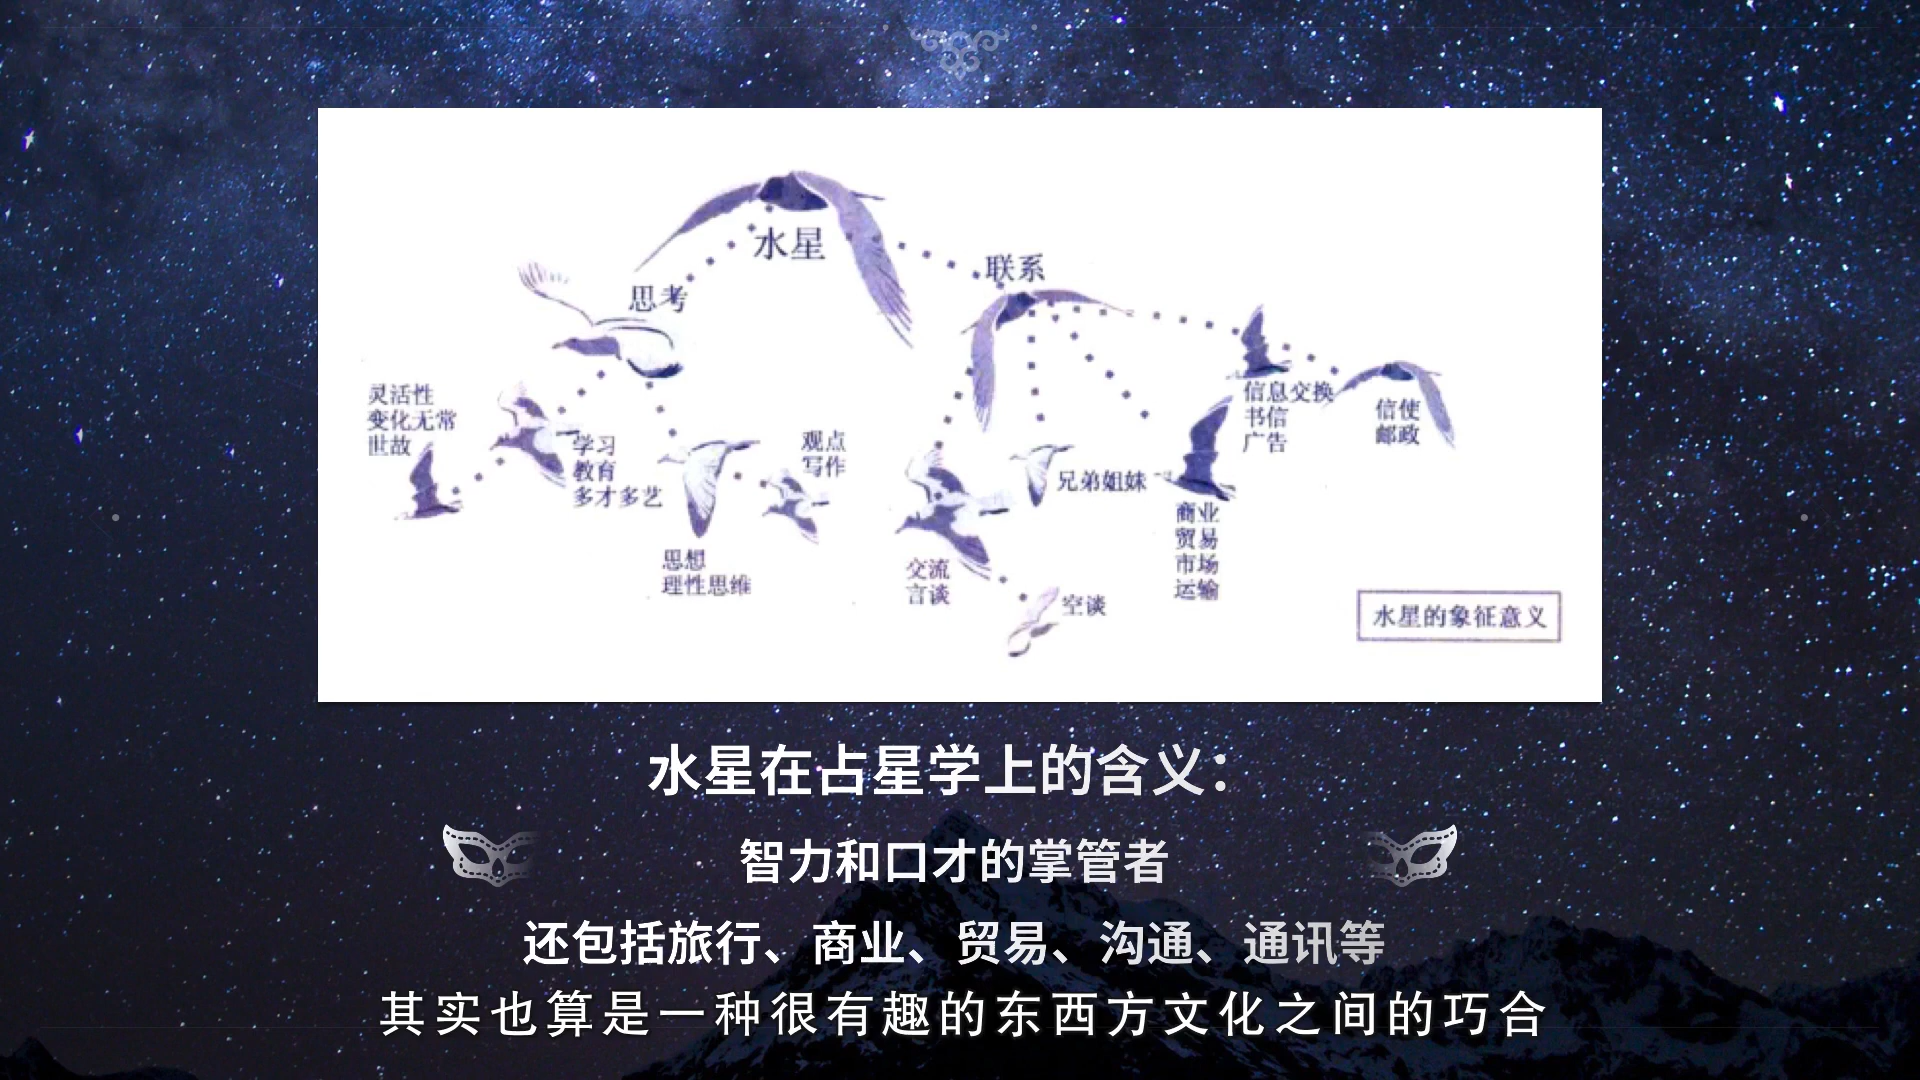 水星
联系
思考
灵活性
变化无常
世故
学习
教育
多才多艺
思想
理性思维
观点
写作
交流
言谈
空谈
兄弟姐妹
商业
贸易
市场
运输
信息交换
书信
广告
信使
邮政
水星的象征意义
水星在占星学上的含义：
智力和口才的掌管者
还包括旅行、商业、贸易、沟通、通讯等
其实也算是一种很有趣的东西方文化之间的巧合